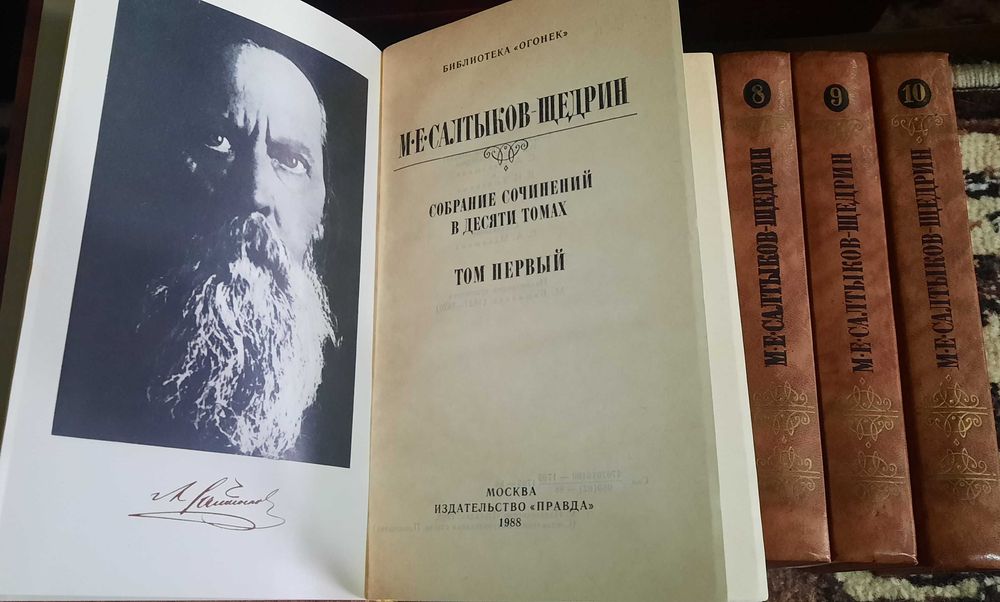 БИБЛИОТЕКА «ОГОНЕК»
М·Е·САЛТЫКОВ-ЩЕДРИН
СОБРАНИЕ СОЧИНЕНИЙ
В ДЕСЯТИ ТОМАХ
ТОМ ПЕРВЫЙ
МОСКВА
ИЗДАТЕЛЬСТВО «ПРАВДА»
1988
8
М·Е·САЛТЫКОВ-ЩЕДРИН
9
М·Е·САЛТЫКОВ-ЩЕДРИН
10
М·Е·САЛТЫКОВ-ЩЕДРИН